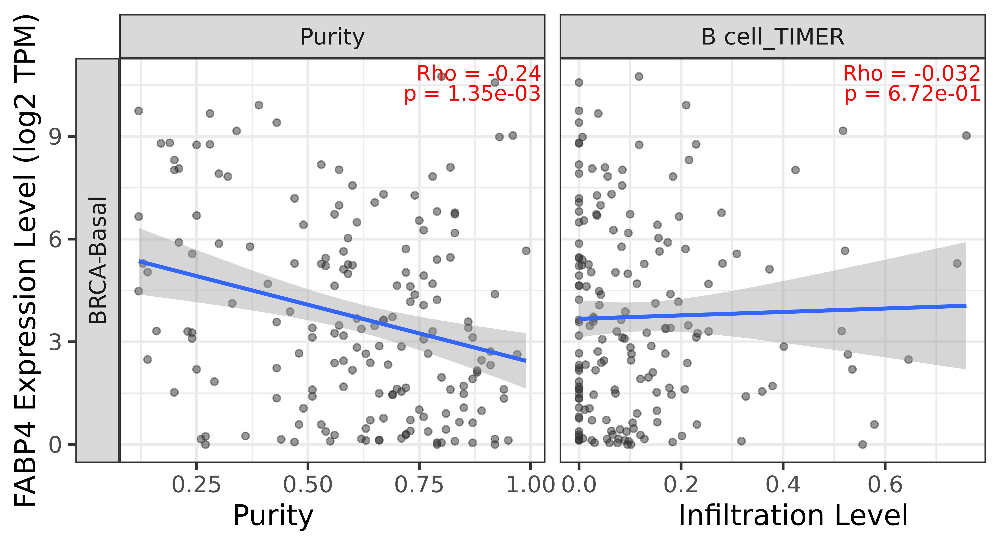 Purity
B cell_TIMER
Rho = -0.24
p = 1.35e-03
Rho = -0.032
p = 6.72e-01
FABP4 Expression Level (log2 TPM)
BRCA-Basal
9
6
3
0
0.25 0.50 0.75 1.00 0.0 0.2 0.4 0.6
Purity
Infiltration Level